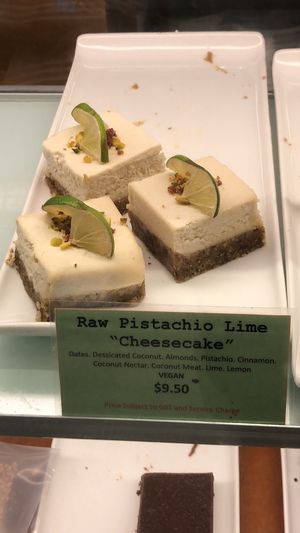 Raw Pistachio Lime
"Cheesecake"
Dates. Dessicated Coconut. Almonds. Pistachio. Cinnamon.
Coconut Nectar. Coconut Meat. Lime. Lemon
VEGAN
$9.50
Price Subject to GST and Service Charge